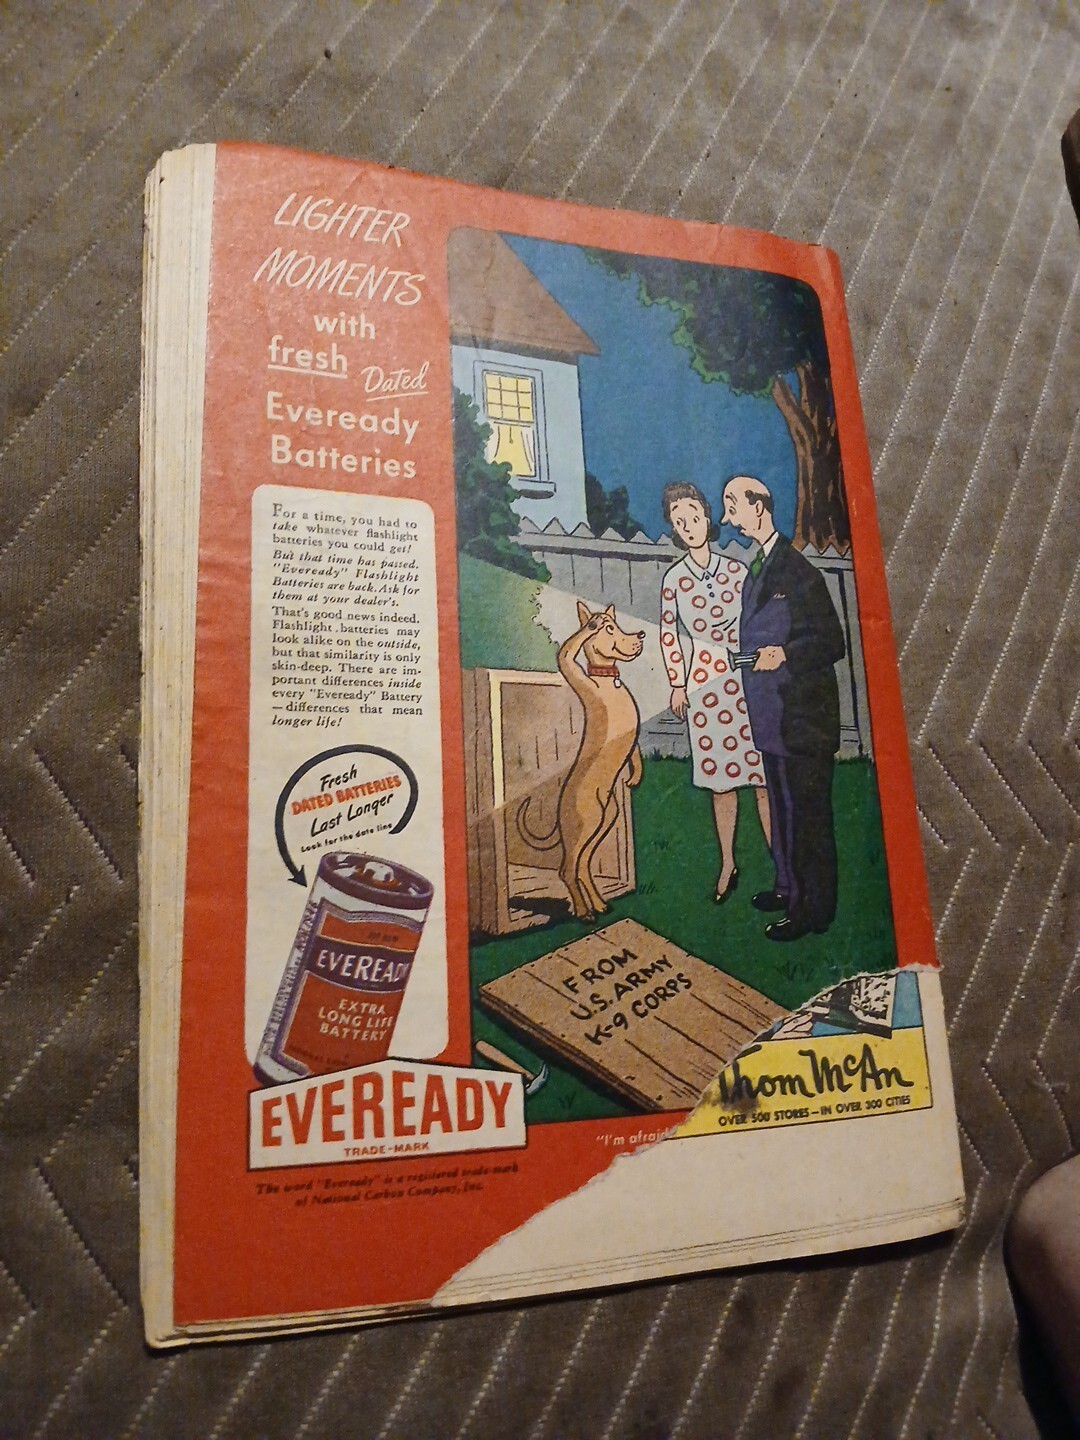 LIGHTER
MOMENTS
with
fresh Dated
Eveready
Batteries
For a time, you had to
take whatever flashlight
batteries you could get!
But that time has passed.
"Eveready" Flashlight
Batteries are back. Ask for
them at your dealer's.
That's good news indeed.
Flashlight batteries may
look alike on the outside,
but that similarity is only
skin-deep. There are im-
portant differences inside
every "Eveready" Battery
—differences that mean
longer life!
Fresh
DATED BATTERIES
Last Longer
Look for the date line
EVEREADY
EXTRA
LONG LIFE
BATTERY
EVEREADY
TRADE-MARK
The word "Eveready" is a registered trade-mark
of National Carbon Company, Inc.
FROM
U.S. ARMY
K-9 CORPS
"I'm afraid
Thom McAn
OVER 500 STORES—IN OVER 300 CITIES